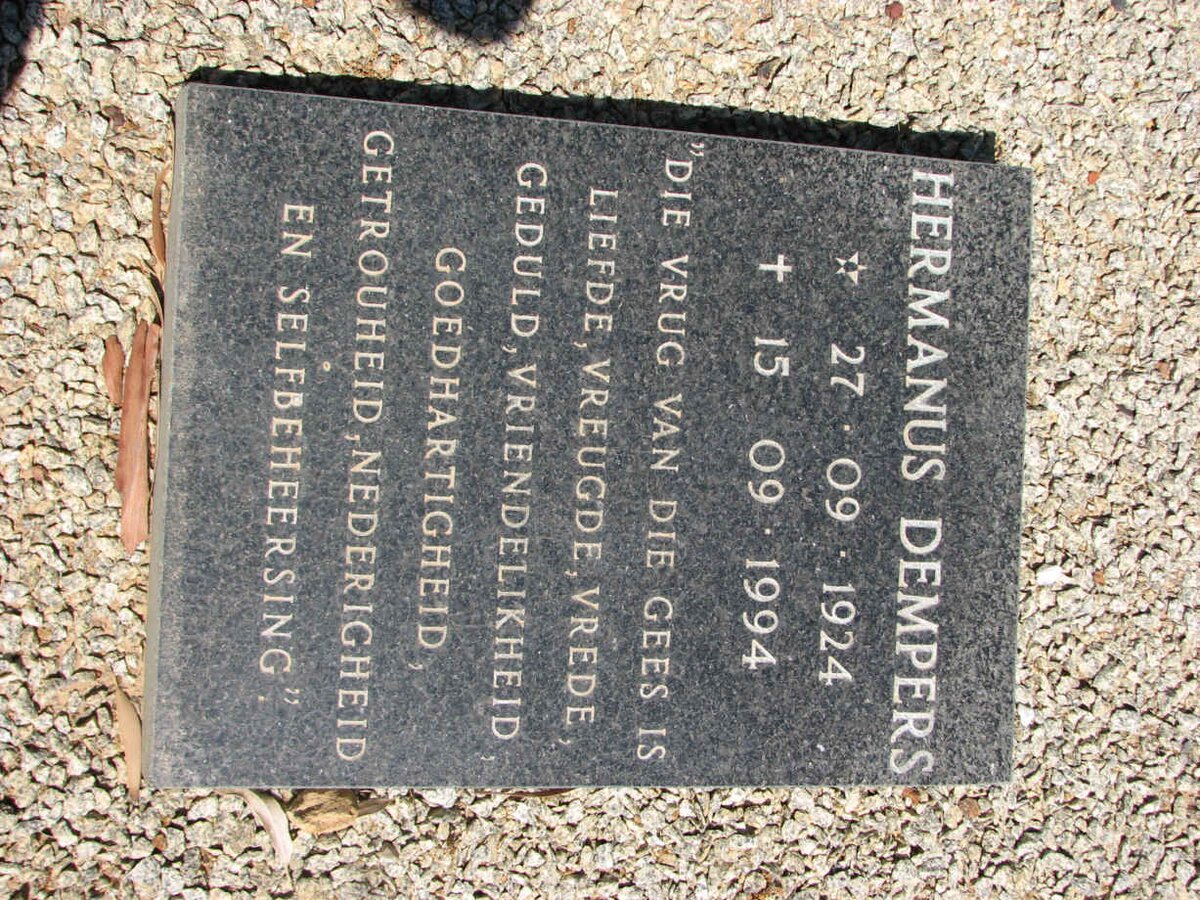 HERMANUS DEMPERS
☆ 27·09·1924
✝ 15 09·1994
"DIE VRUG VAN DIE GEES IS
LIEFDE, VREUGDE, VREDE,
GEDULD, VRIENDELIKHEID,
GOEDHARTIGHEID,
GETROUHEID, NEDERIGHEID
EN SELFBEHEERSING",